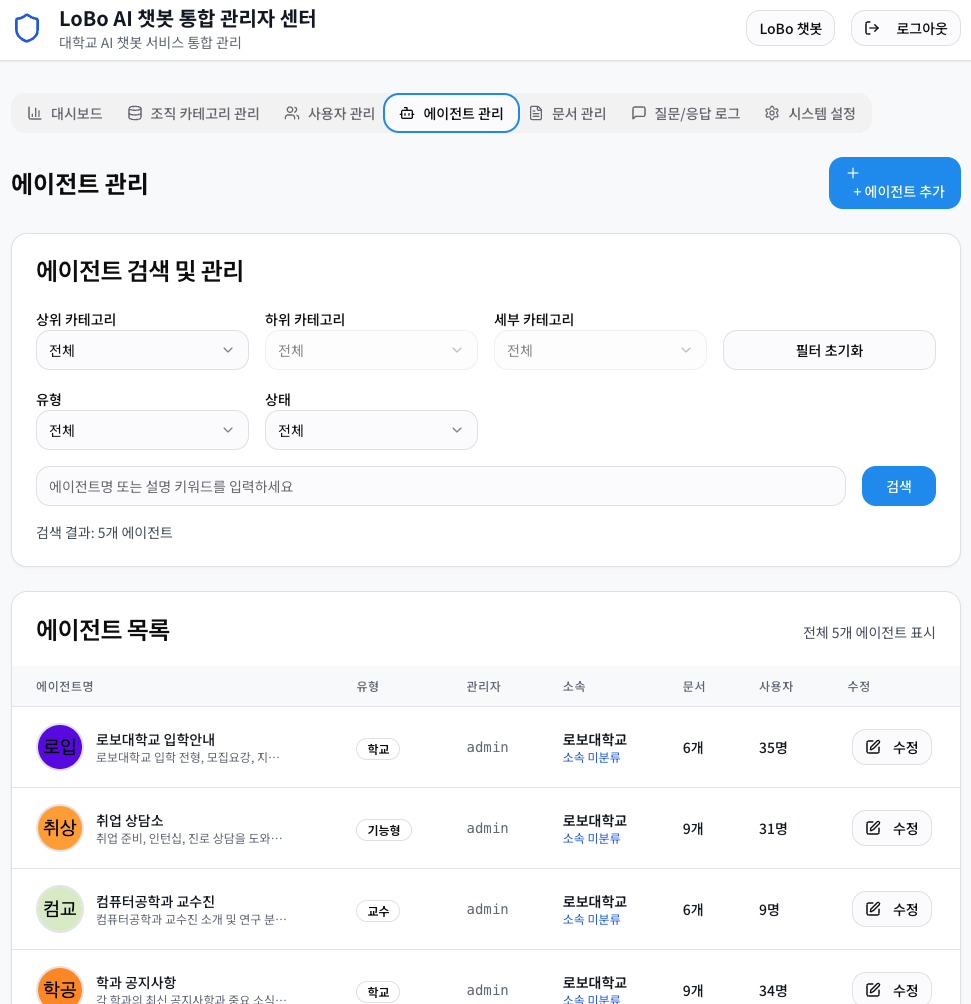 LoBo AI 챗봇 통합 관리자 센터
대학교 AI 챗봇 서비스 통합 관리
LoBo 챗봇
로그아웃
대시보드
조직 카테고리 관리
사용자 관리
에이전트 관리
문서 관리
질문/응답 로그
시스템 설정
에이전트 관리
+ 에이전트 추가
에이전트 검색 및 관리
상위 카테고리
하위 카테고리
세부 카테고리
전체
전체
전체
필터 초기화
유형
상태
전체
전체
에이전트명 또는 설명 키워드를 입력하세요
검색
검색 결과: 5개 에이전트
에이전트 목록
전체 5개 에이전트 표시
에이전트명 유형 관리자 소속 문서 사용자 수정
로입
로보대학교 입학안내
로보대학교 입학 전형, 모집요강, 지…
학교
admin
로보대학교
소속 미분류
6개
35명
수정
취상
취업 상담소
취업 준비, 인턴십, 진로 상담을 도와…
기능형
admin
로보대학교
소속 미분류
9개
31명
수정
컴교
컴퓨터공학과 교수진
컴퓨터공학과 교수진 소개 및 연구 분…
교수
admin
로보대학교
소속 미분류
6개
9명
수정
학공
학과 공지사항
각 학과의 최신 공지사항과 중요 소식…
학교
admin
로보대학교
소속 미분류
9개
34명
수정